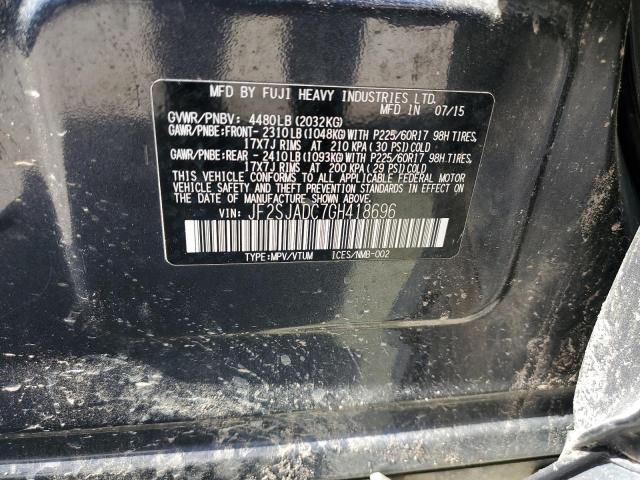 MFD BY FUJI HEAVY INDUSTRIES LTD.
MFD IN 07/15
GVWR/PNBV: 4480LB (2032KG)
GAWR/PNBE:FRONT- 2310LB (1048KG) WITH P225/60R17 98H TIRES,
17X7J RIMS AT 210 KPA (30 PSI) COLD
GAWR/PNBE:REAR - 2410LB (1093KG) WITH P225/60R17 98H TIRES,
17X7J RIMS AT 200 KPA (29 PSI) COLD
THIS VEHICLE CONFORMS TO ALL APPLICABLE FEDERAL MOTOR
VEHICLE SAFETY AND THEFT PREVENTION STANDARDS IN EFFECT
ON THE DATE OF MANUFACTURE SHOWN ABOVE.
VIN: JF2SJADC7GH418696
TYPE:MPV/VTUM ICES/NMB-002